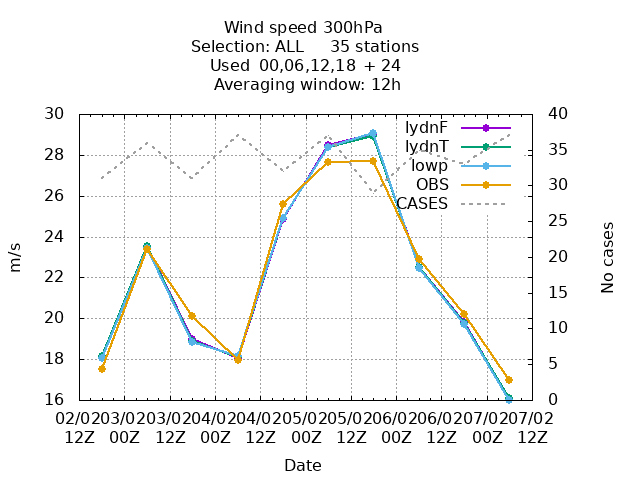 Wind speed 300hPa
Selection: ALL 35 stations
Used 00,06,12,18 + 24
Averaging window: 12h
30 40
lydnF
28 35
lydnT
lowp
26 30
OBS
CASES
24 25
m/s
22 20
No cases
20 15
10
18 5
16 0
02/02 03/02 03/02 04/02 04/02 05/02 05/02 06/02 06/02 07/02 07/02
12Z 00Z 12Z 00Z 12Z 00Z 12Z 00Z 12Z 00Z 12Z
Date